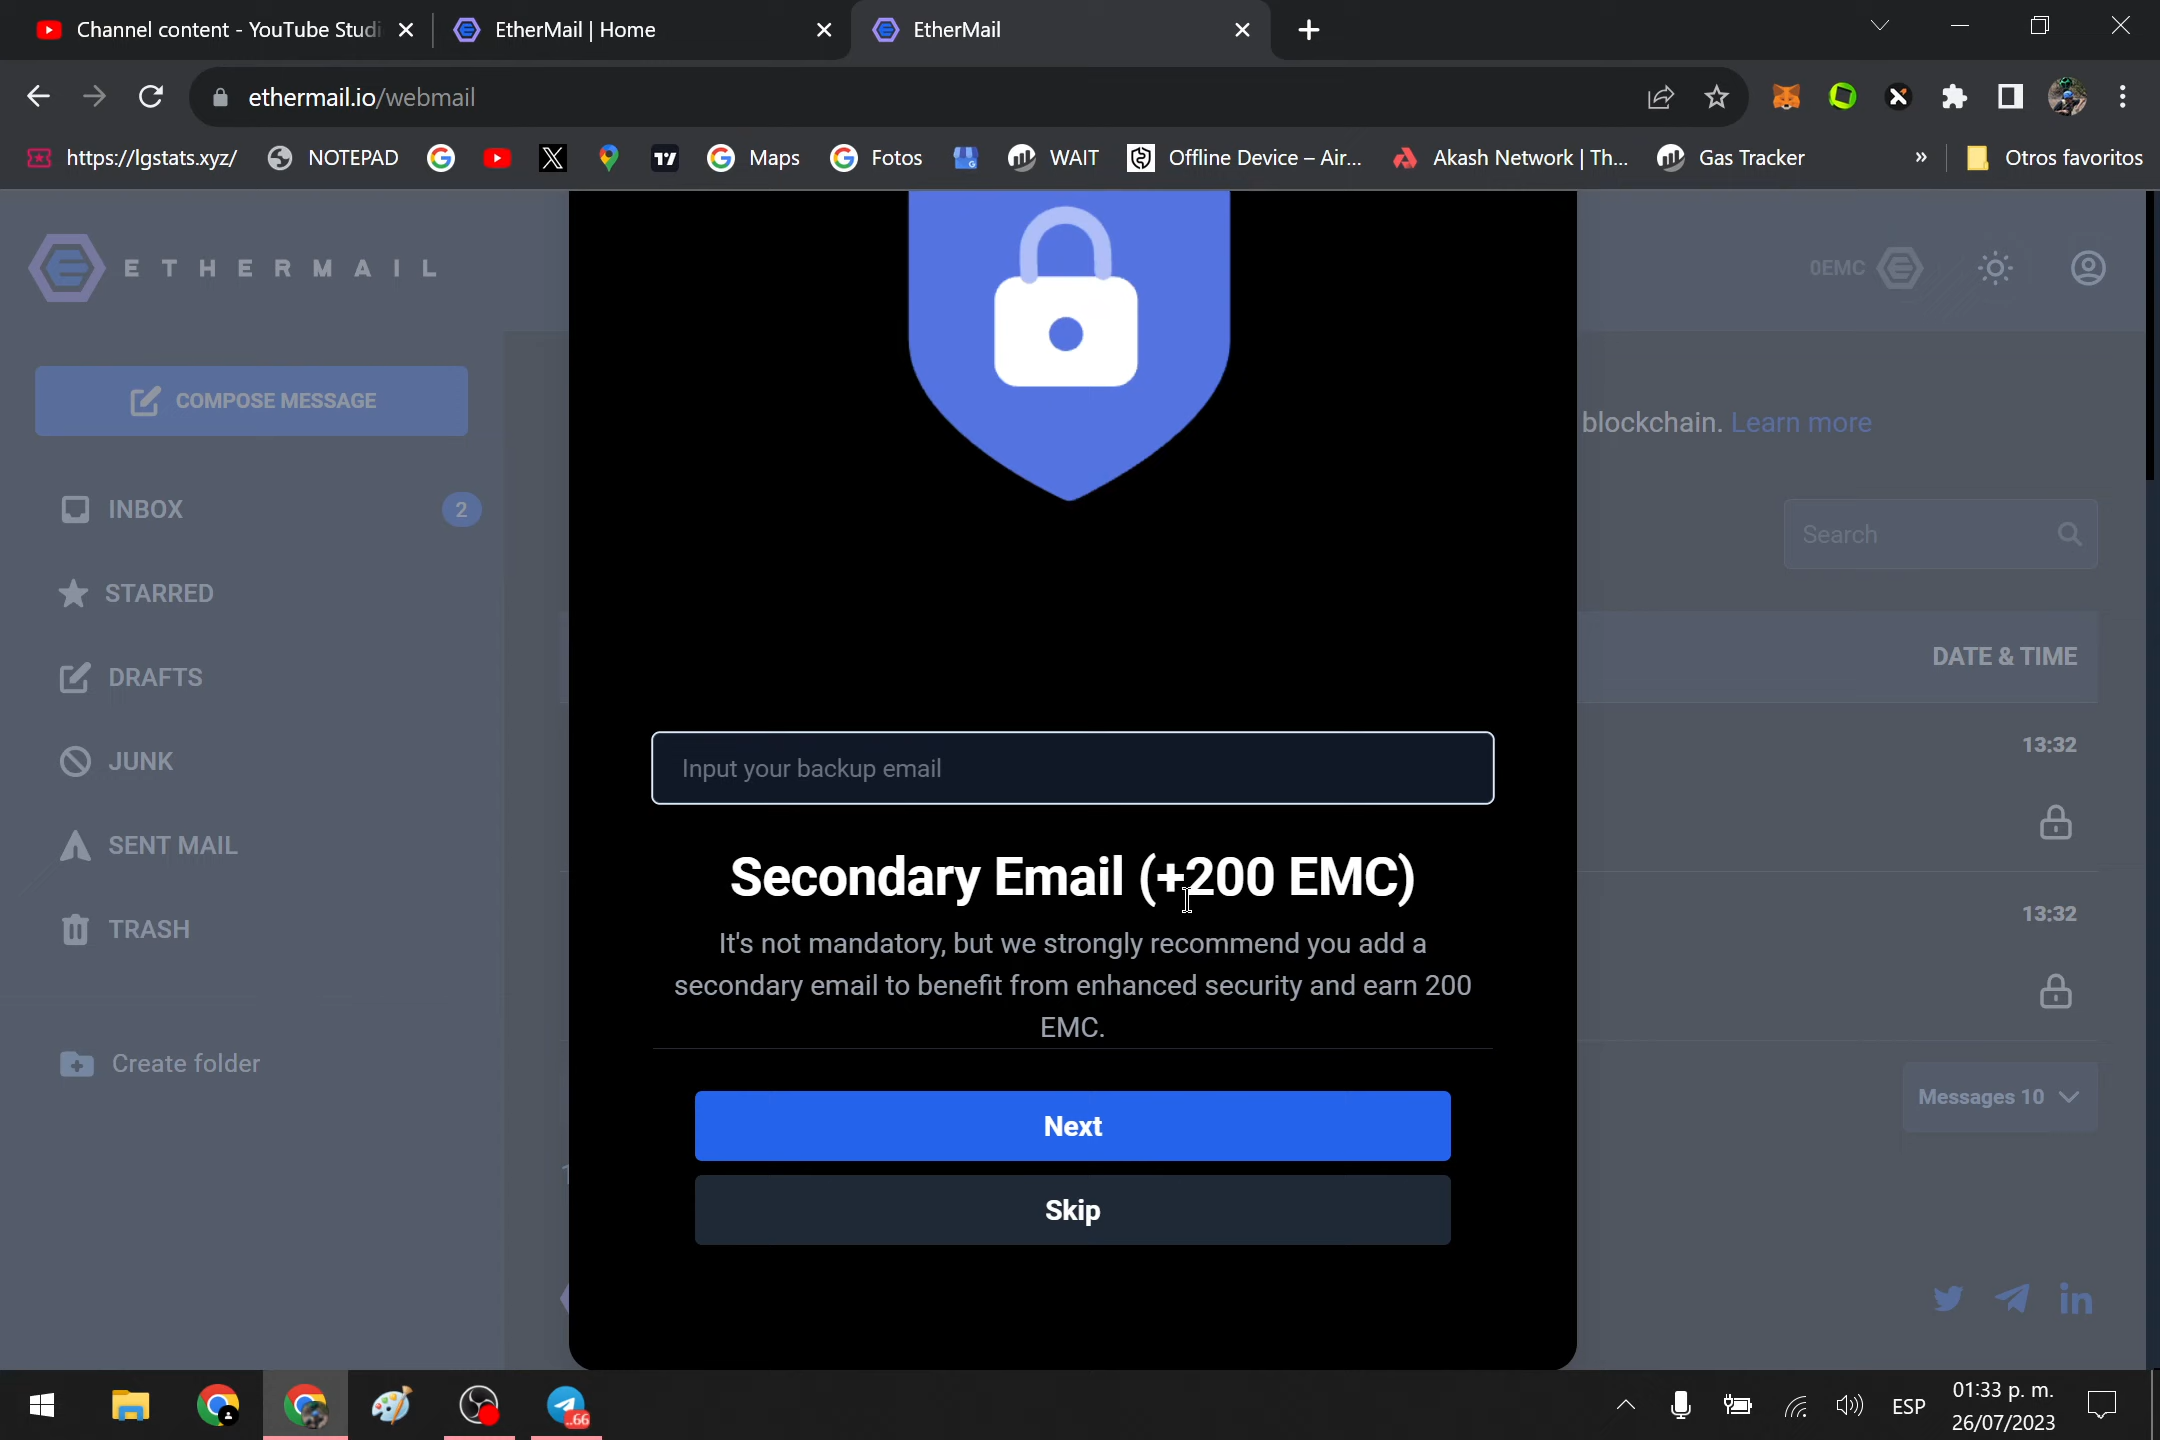 Channel content - YouTube Studi
EtherMail | Home
EtherMail
ethermail.io/webmail
https://lgstats.xyz/
NOTEPAD
Maps
Fotos
WAIT
Offline Device – Air...
Akash Network | Th...
Gas Tracker
»
Otros favoritos
ETHERMAIL
0EMC
COMPOSE MESSAGE
blockchain. Learn more
INBOX
2
Search
STARRED
DATE & TIME
DRAFTS
13:32
JUNK
Input your backup email
SENT MAIL
Secondary Email (+200 EMC)
13:32
TRASH
It's not mandatory, but we strongly recommend you add a
secondary email to benefit from enhanced security and earn 200
EMC.
Create folder
Messages 10
Next
Skip
..66
ESP
01:33 p. m.
26/07/2023